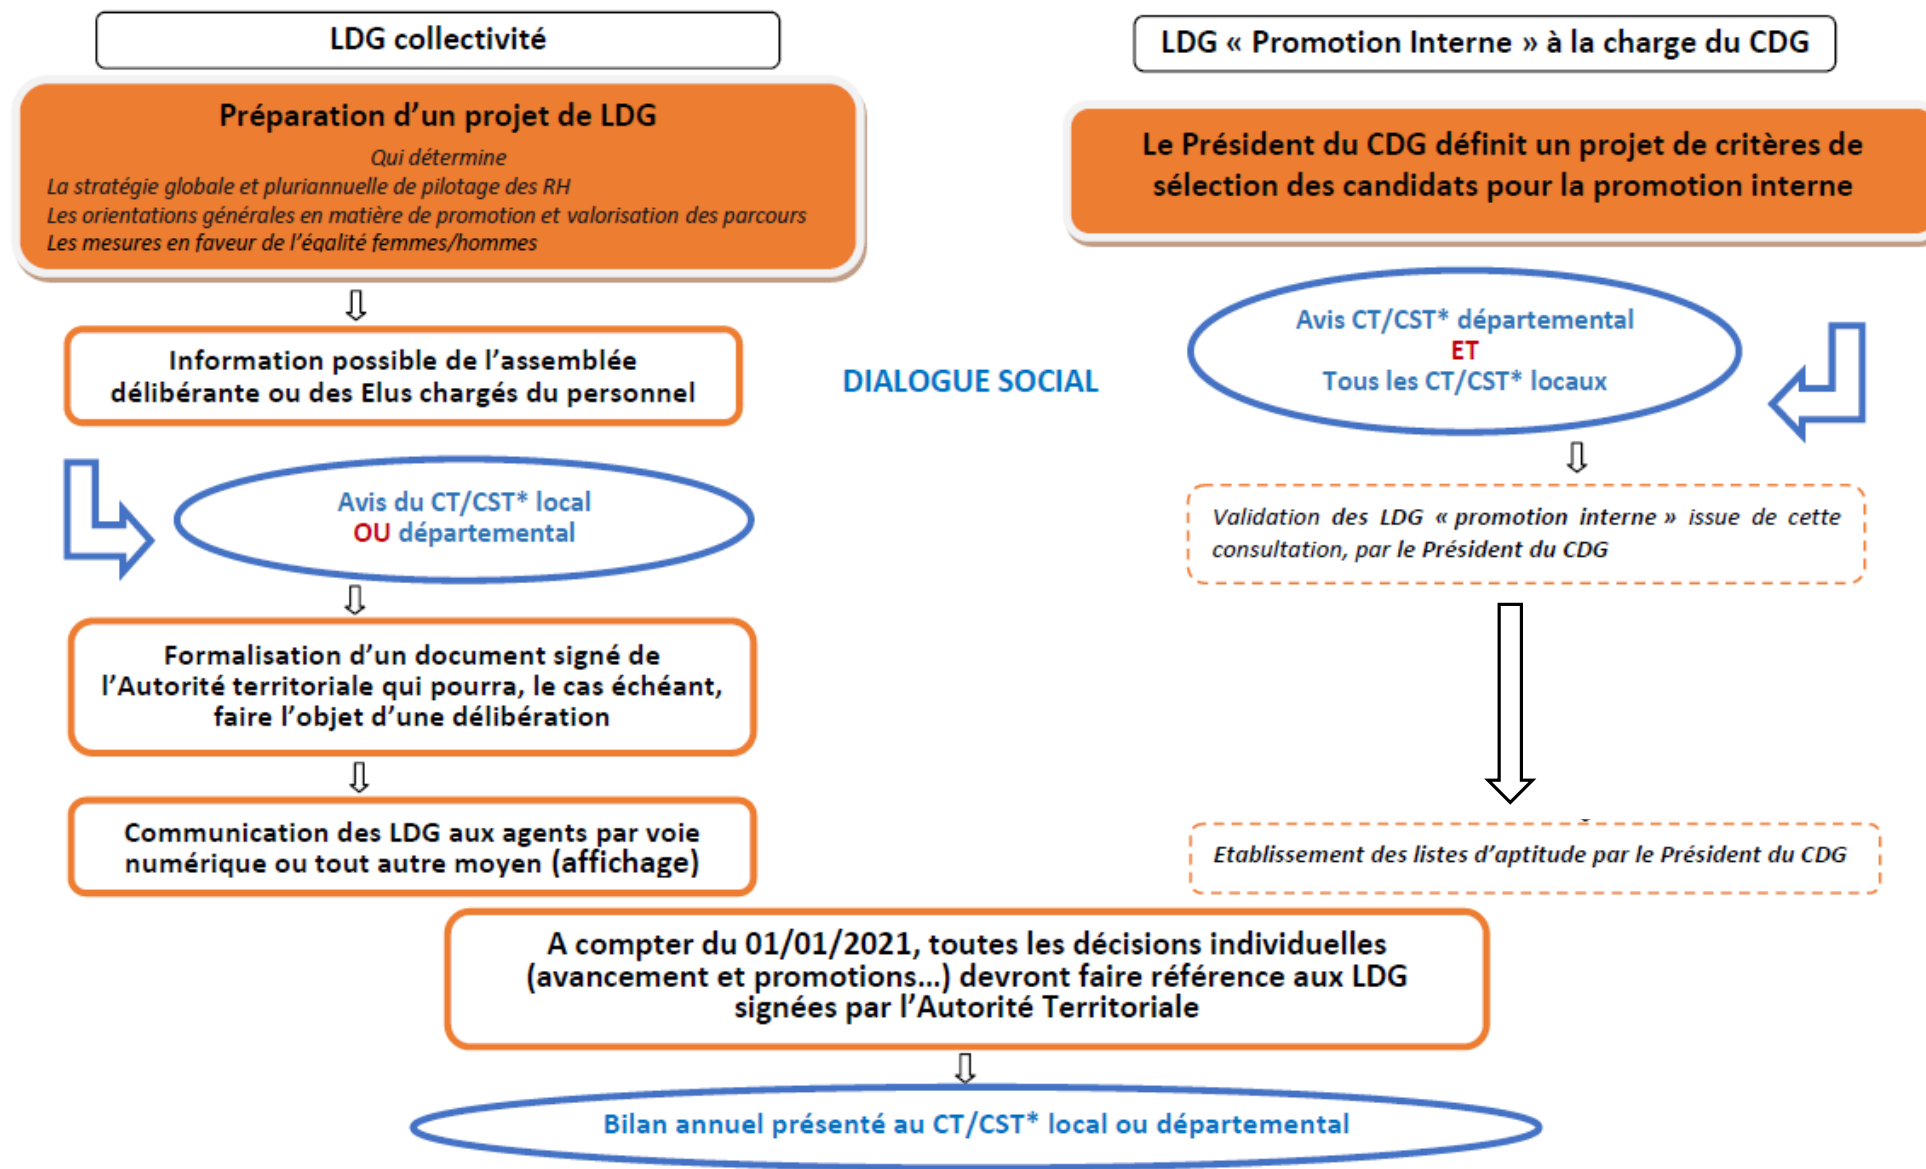 LDG collectivité
Préparation d'un projet de LDG
Qui détermine
La stratégie globale et pluriannuelle de pilotage des RH
Les orientations générales en matière de promotion et valorisation des parcours
Les mesures en faveur de l'égalité femmes/hommes
Information possible de l'assemblée
délibérante ou des Elus chargés du personnel
Avis du CT/CST* local
OU départemental
Formalisation d'un document signé de
l'Autorité territoriale qui pourra, le cas échéant,
faire l'objet d'une délibération
Communication des LDG aux agents par voie
numérique ou tout autre moyen (affichage)
DIALOGUE SOCIAL
LDG « Promotion Interne » à la charge du CDG
Le Président du CDG définit un projet de critères de
sélection des candidats pour la promotion interne
Avis CT/CST* départemental
ET
Tous les CT/CST* locaux
Validation des LDG « promotion interne » issue de cette
consultation, par le Président du CDG
Etablissement des listes d'aptitude par le Président du CDG
A compter du 01/01/2021, toutes les décisions individuelles
(avancement et promotions...) devront faire référence aux LDG
signées par l'Autorité Territoriale
Bilan annuel présenté au CT/CST* local ou départemental